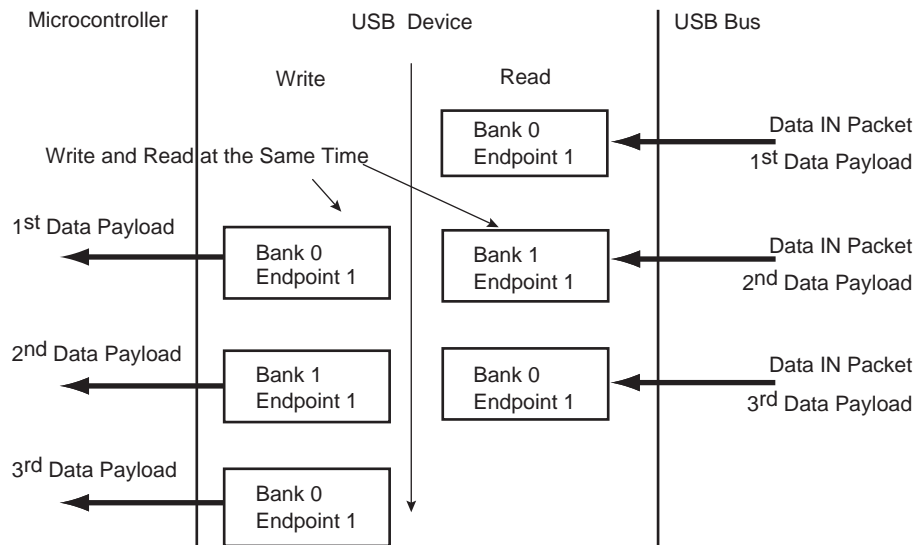 Microcontroller
USB Device
USB Bus
Write
Read
Bank 0
Endpoint 1
Data IN Packet
1st Data Payload
Write and Read at the Same Time
1st Data Payload
Bank 0
Endpoint 1
Bank 1
Endpoint 1
Data IN Packet
2nd Data Payload
2nd Data Payload
Bank 1
Endpoint 1
Bank 0
Endpoint 1
Data IN Packet
3rd Data Payload
3rd Data Payload
Bank 0
Endpoint 1